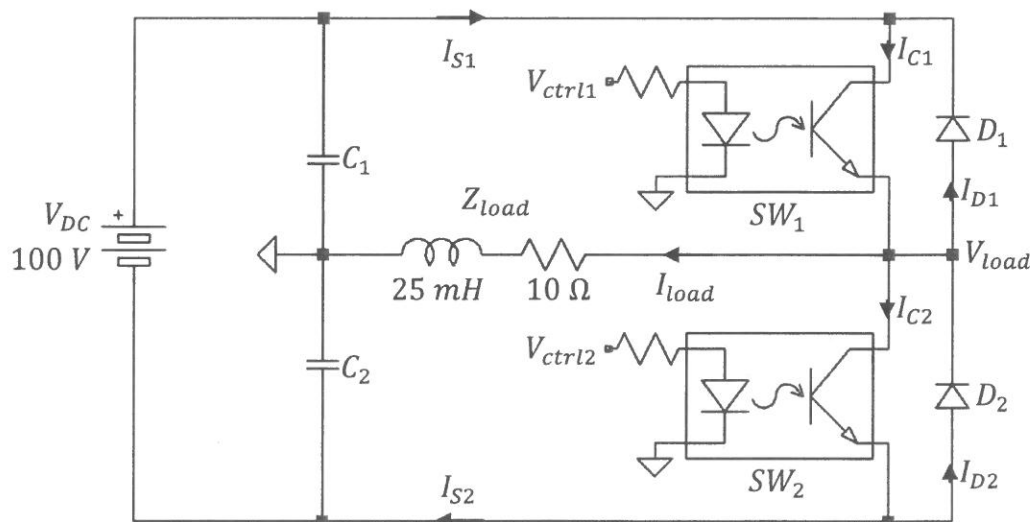 I_S1
I_C1
V_ctrl1
C_1
D_1
I_D1
SW_1
V_DC
+
100 V
Z_load
25 mH
10 Ω
I_load
V_load
I_C2
V_ctrl2
C_2
D_2
I_D2
SW_2
I_S2